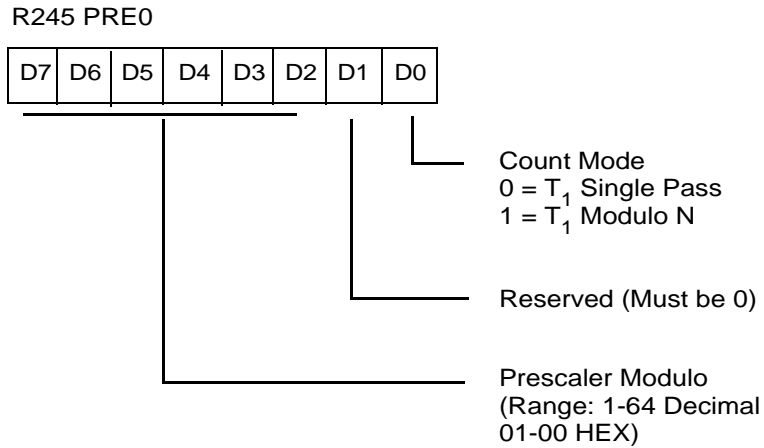 R245 PRE0
D7 D6 D5 D4 D3 D2 D1 D0
Count Mode
0 = T1 Single Pass
1 = T1 Modulo N
Reserved (Must be 0)
Prescaler Modulo
(Range: 1-64 Decimal
01-00 HEX)